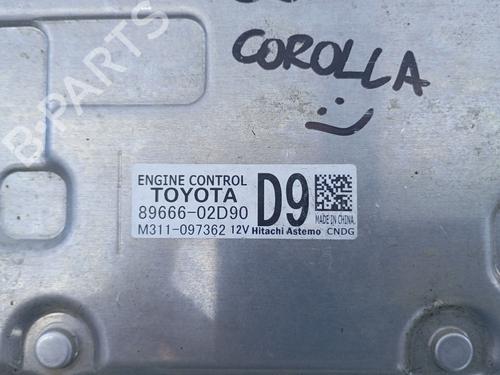 COROLLA
B-PARTS
ENGINE CONTROL
TOYOTA
89666-02D90
D9
MADE IN CHINA
M311-097362 12V Hitachi Astemo CNDG